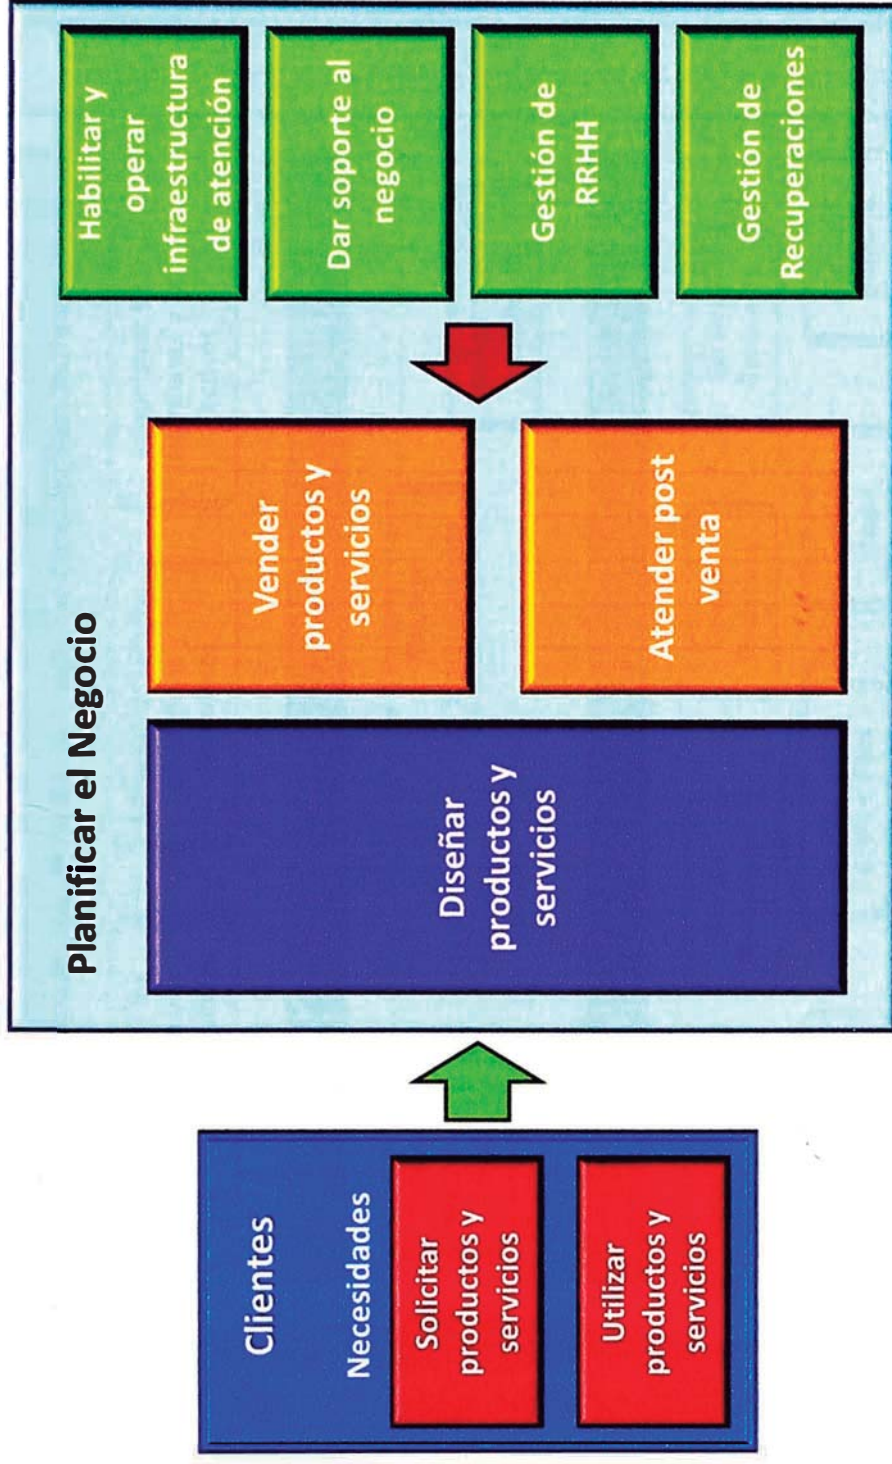 Clientes
Necesidades
Solicitar
productos y
servicios
Utilizar
productos y
servicios
Planificar el Negocio
Diseñar
productos y
servicios
Vender
productos y
servicios
Atender post
venta
Habilitar y
operar
infraestructura
de atención
Dar soporte al
negocio
Gestión de
RRHH
Gestión de
Recuperaciones